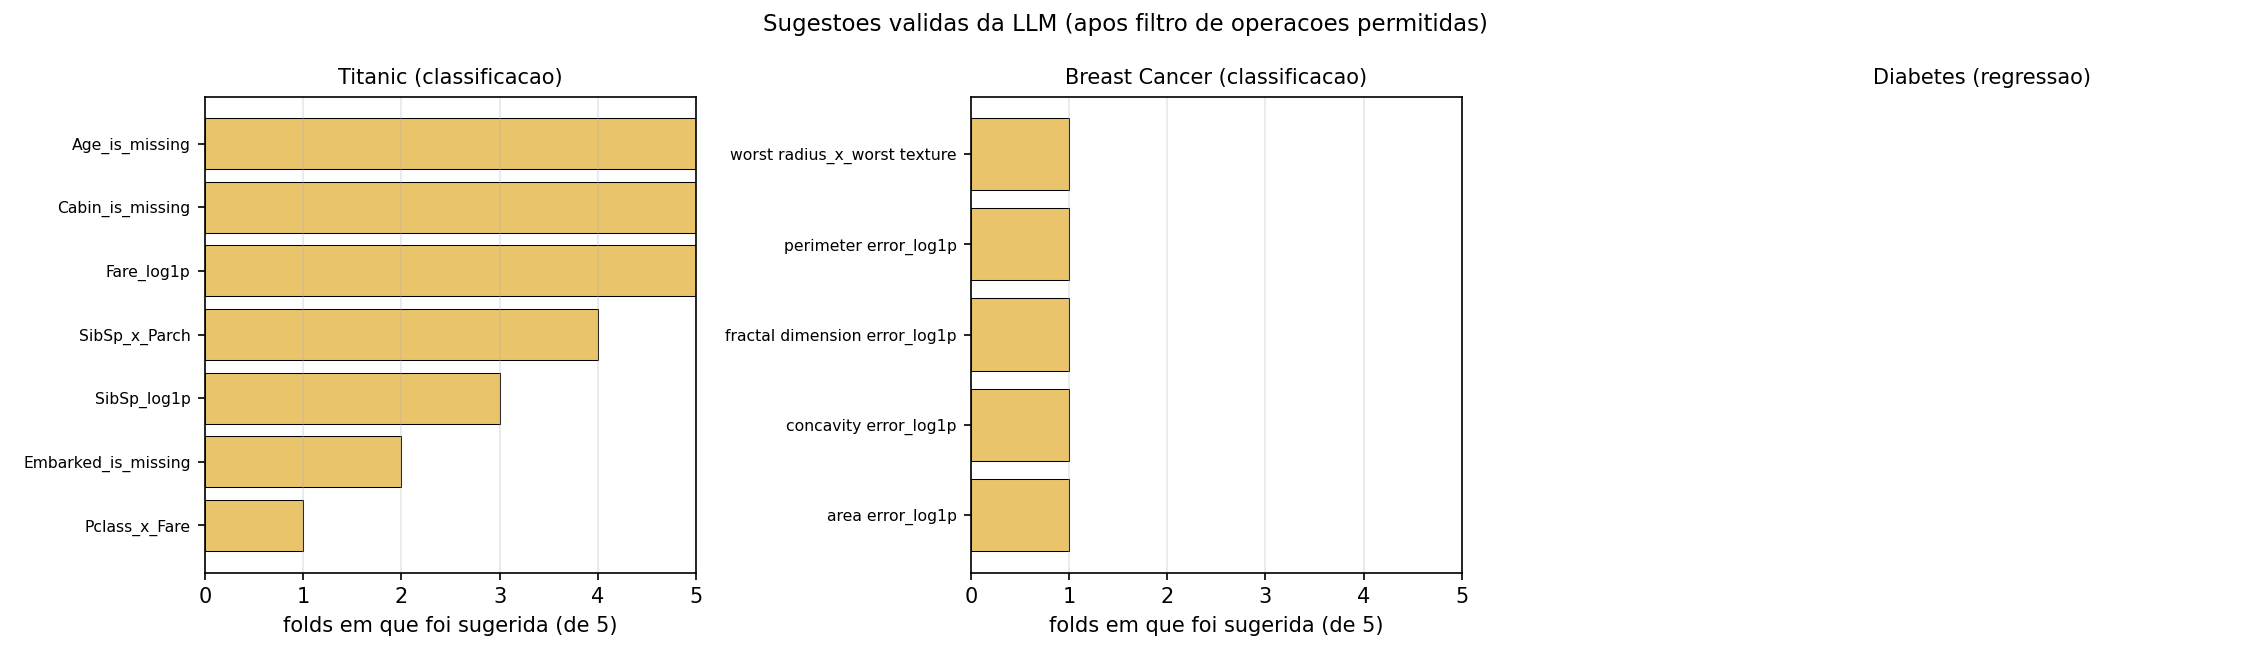 Sugestoes validas da LLM (apos filtro de operacoes permitidas)
Titanic (classificacao)
Age_is_missing
Cabin_is_missing
Fare_log1p
SibSp_x_Parch
SibSp_log1p
Embarked_is_missing
Pclass_x_Fare
0 1 2 3 4 5
folds em que foi sugerida (de 5)
Breast Cancer (classificacao)
worst radius_x_worst texture
perimeter error_log1p
fractal dimension error_log1p
concavity error_log1p
area error_log1p
0 1 2 3 4 5
folds em que foi sugerida (de 5)
Diabetes (regressao)